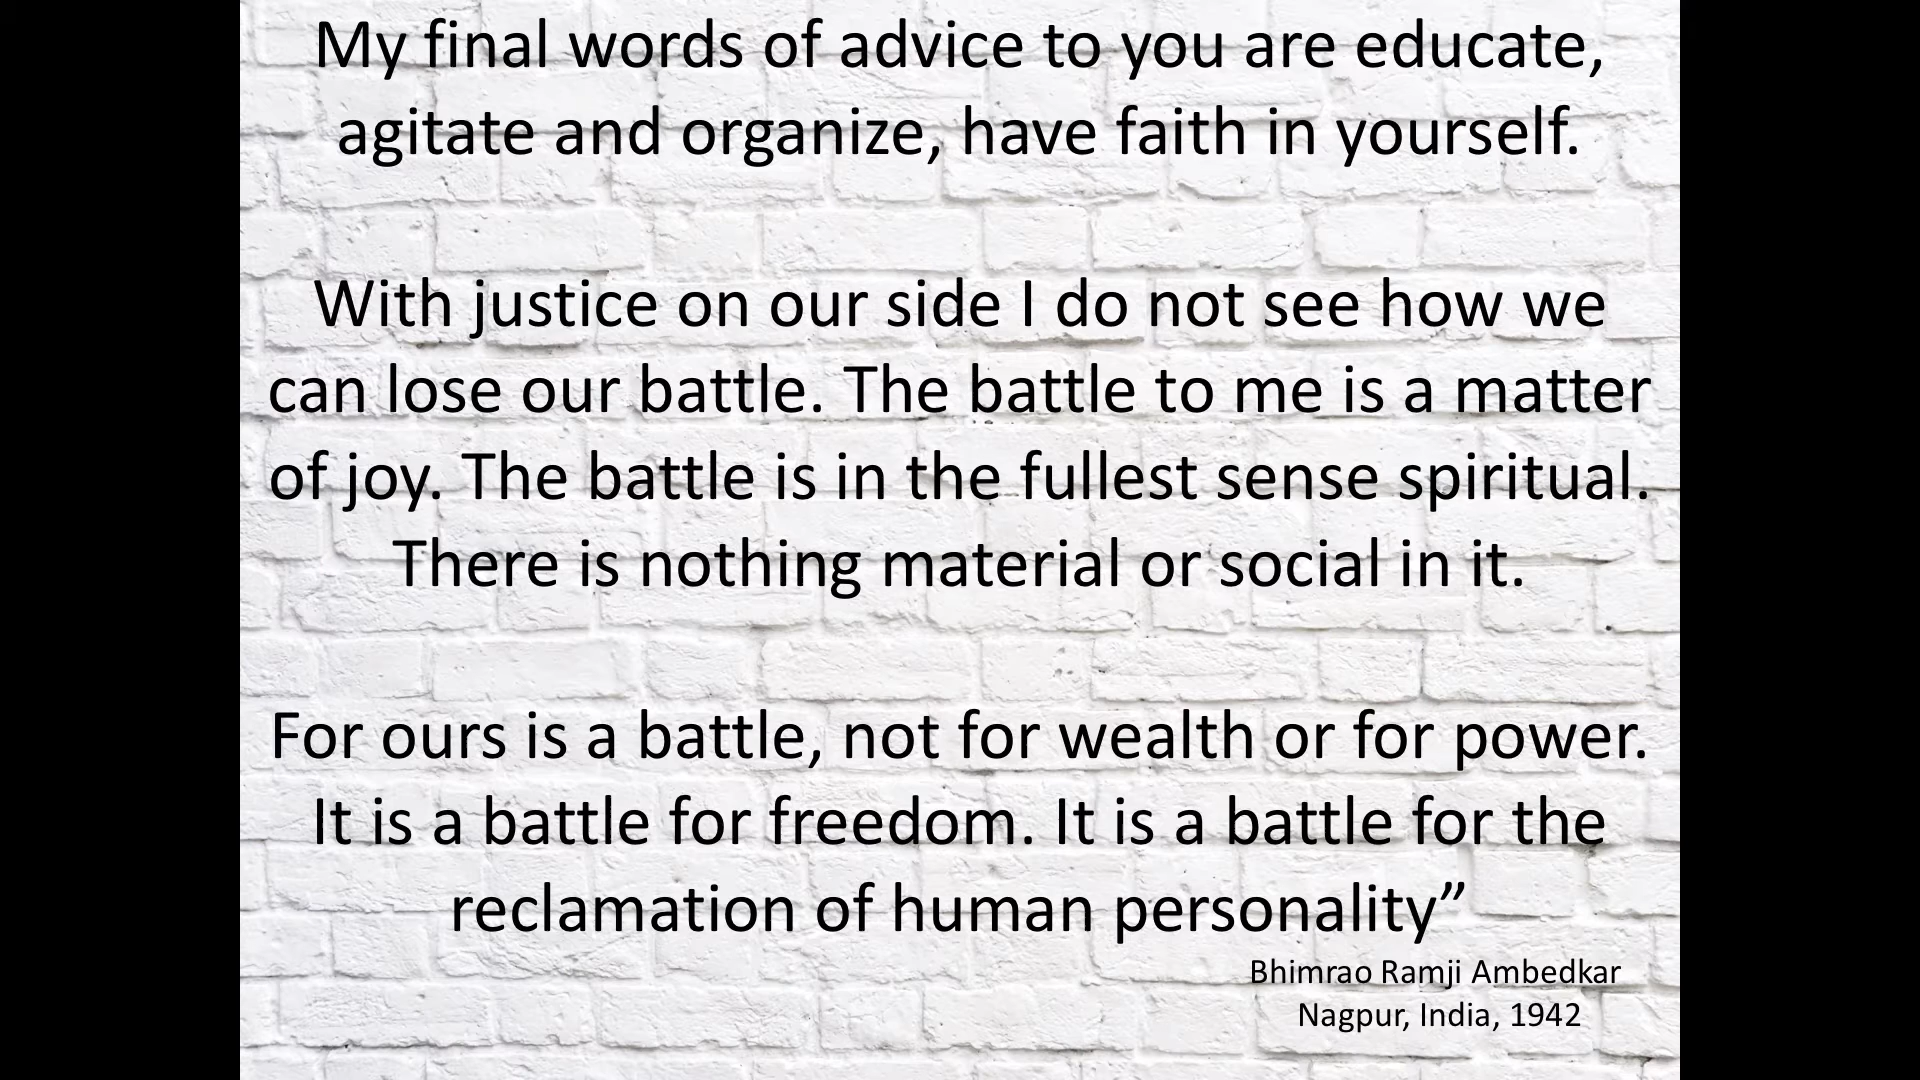 My final words of advice to you are educate,
agitate and organize, have faith in yourself.
With justice on our side I do not see how we
can lose our battle. The battle to me is a matter
of joy. The battle is in the fullest sense spiritual.
There is nothing material or social in it.
For ours is a battle, not for wealth or for power.
It is a battle for freedom. It is a battle for the
reclamation of human personality”
Bhimrao Ramji Ambedkar
Nagpur, India, 1942